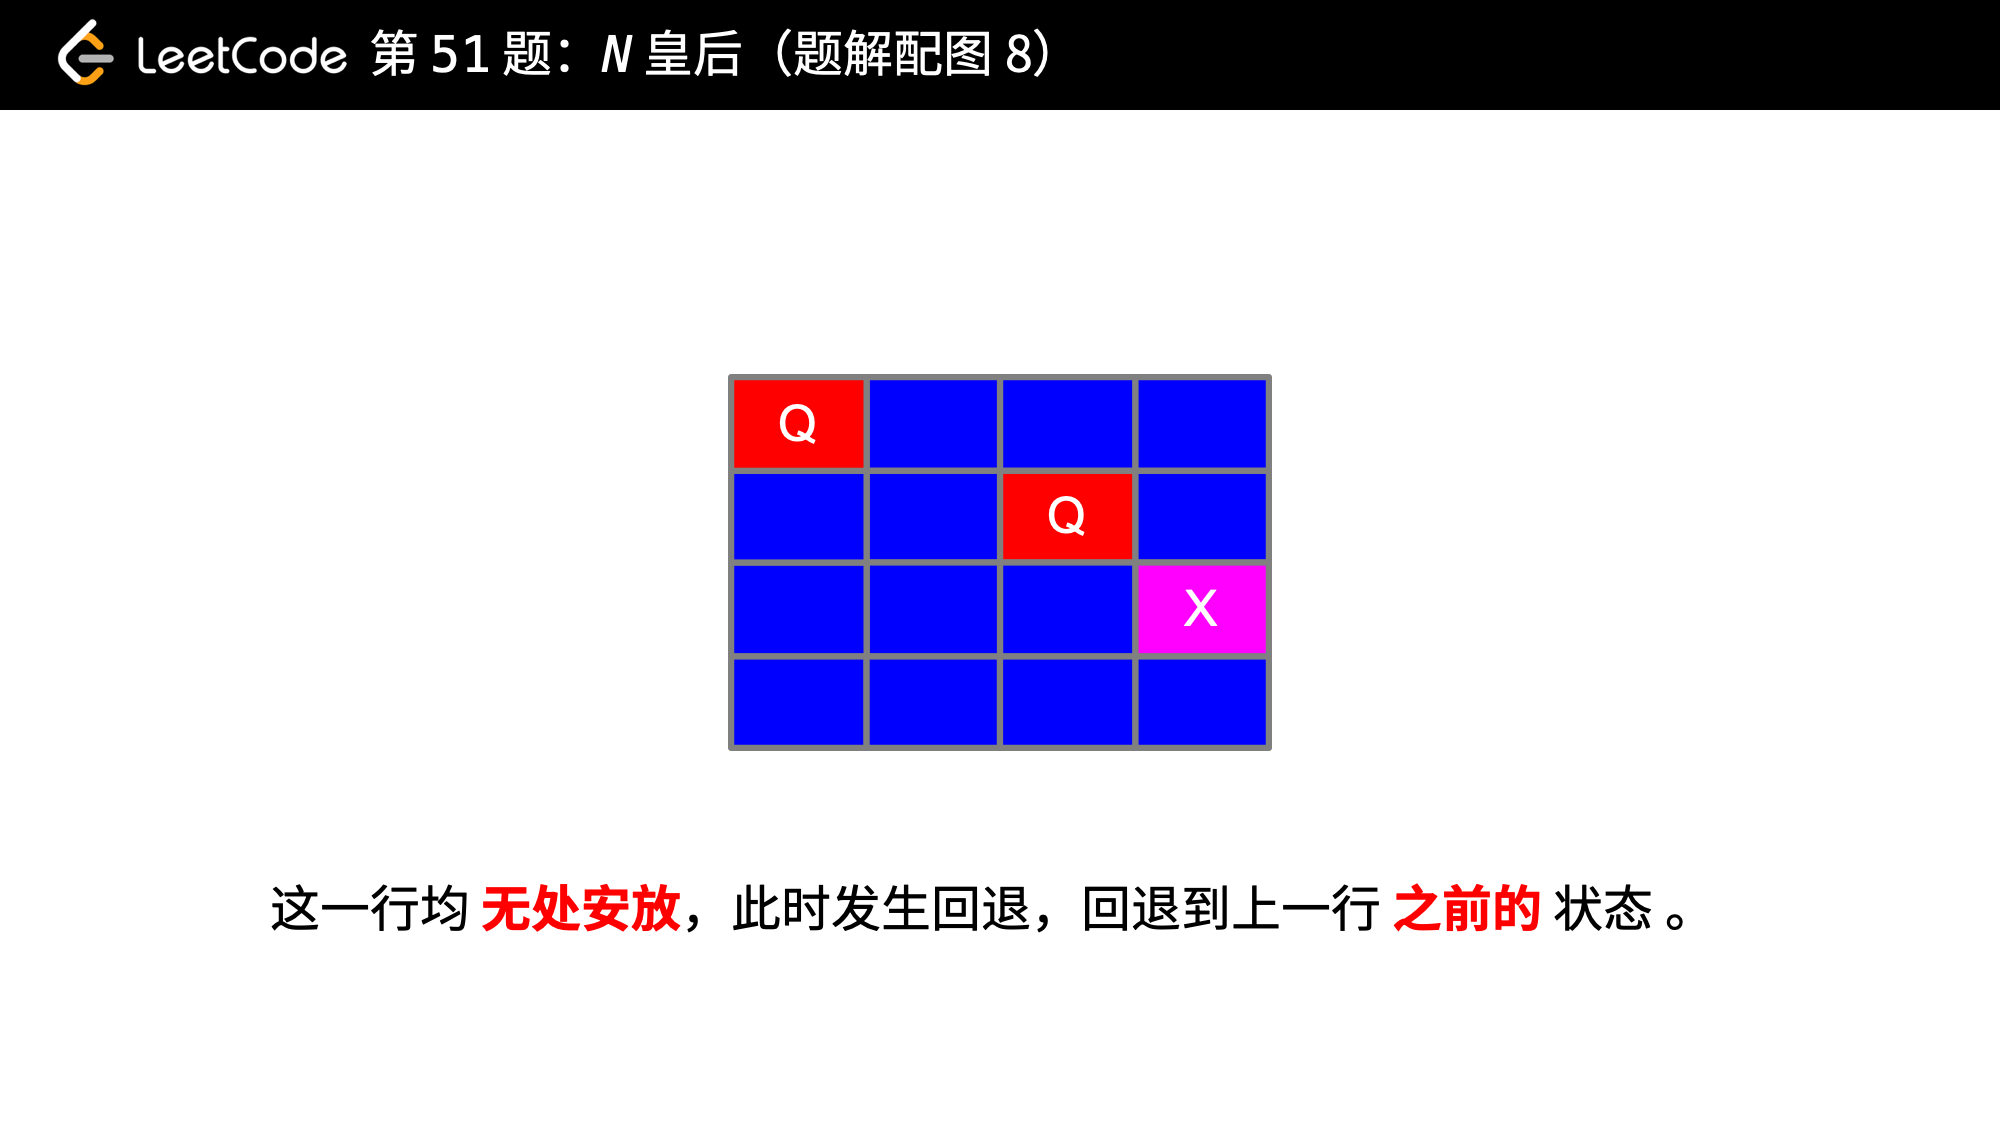 LeetCode 第 51 题：N 皇后（题解配图 8）
Q
Q
X
这一行均 无处安放，此时发生回退，回退到上一行 之前的 状态 。